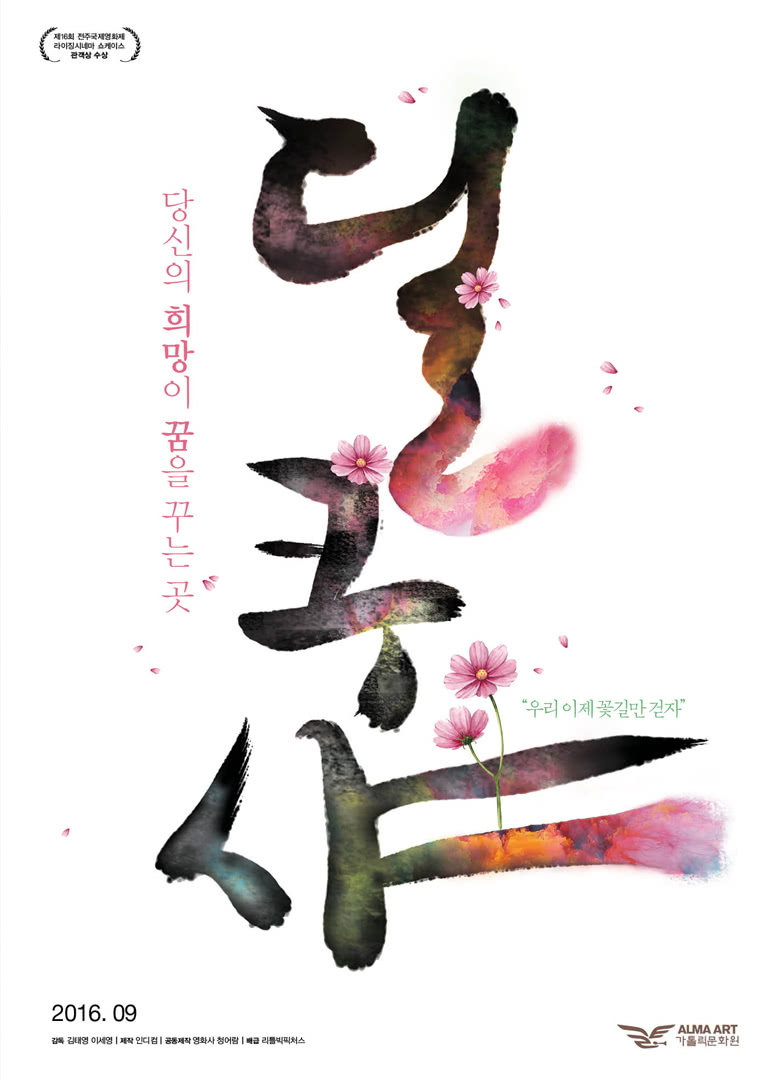 제16회 전주국제영화제
라이징시네마 쇼케이스
관객상 수상
딜쿠샤
당신의 희망이 꿈을 꾸는 곳
“우리 이제 꽃길만 걷자”
2016. 09
감독 김태영 이세영 | 제작 인디컴 | 공동제작 영화사 청어람 | 배급 리틀빅픽처스
ALMA ART
가톨릭문화원